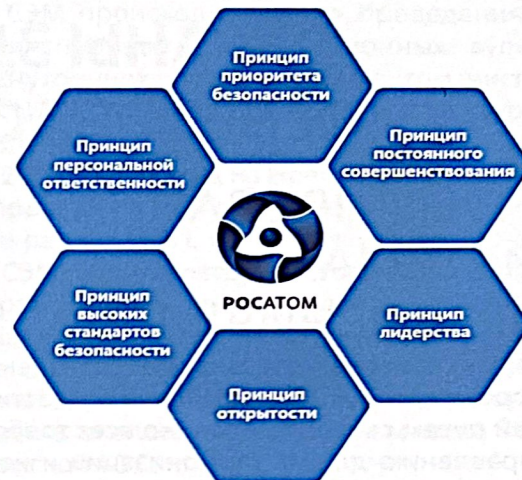 Принцип
приоритета
безопасности
Принцип
персональной
ответственности
Принцип
постоянного
совершенствования
РОСАТОМ
Принцип
высоких
стандартов
безопасности
Принцип
лидерства
Принцип
открытости